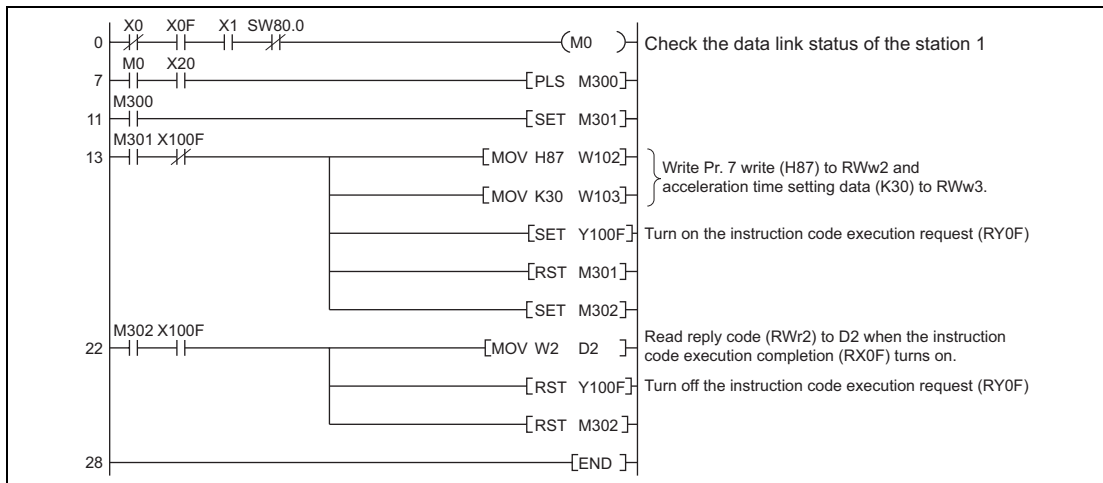 X0 X0F X1 SW80.0
0 M0 Check the data link status of the station 1
M0 X20
7 PLS M300
M300
11 SET M301
M301 X100F
13 MOV H87 W102
Write Pr. 7 write (H87) to RWw2 and
acceleration time setting data (K30) to RWw3.
MOV K30 W103
SET Y100F Turn on the instruction code execution request (RY0F)
RST M301
SET M302
M302 X100F
22 MOV W2 D2 Read reply code (RWr2) to D2 when the instruction
code execution completion (RX0F) turns on.
RST Y100F Turn off the instruction code execution request (RY0F)
RST M302
28 END